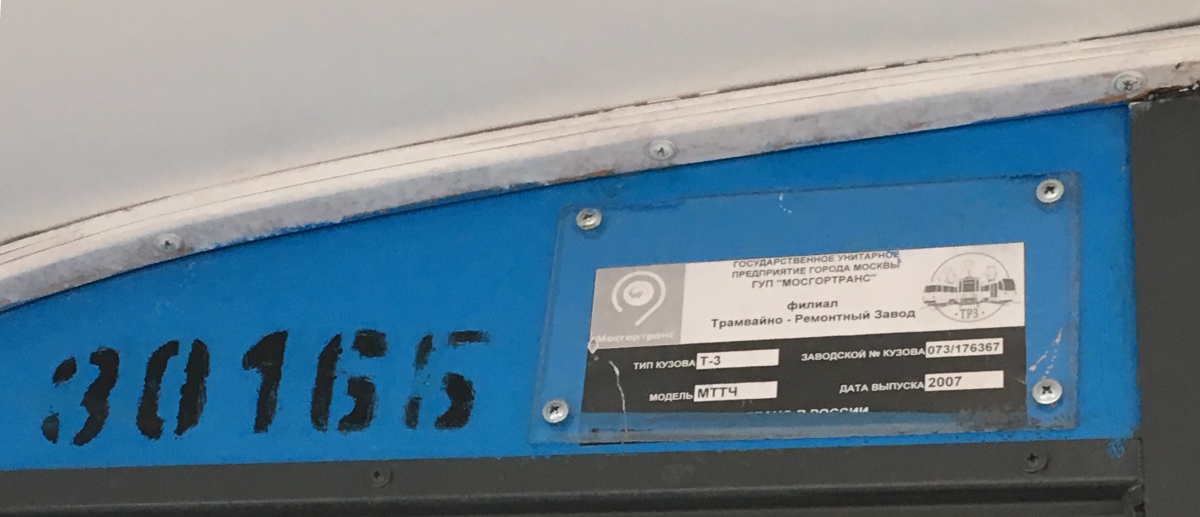 30165
ГОСУДАРСТВЕННОЕ УНИТАРНОЕ
ПРЕДПРИЯТИЕ ГОРОДА МОСКВЫ
ГУП "МОСГОРТРАНС"
филиал
Трамвайно - Ремонтный Завод
Мосгортранс
ТРЗ
ТИП КУЗОВА Т-3
ЗАВОДСКОЙ № КУЗОВА 073/176367
МОДЕЛЬ МТТЧ
ДАТА ВЫПУСКА 2007
В РОССИИ